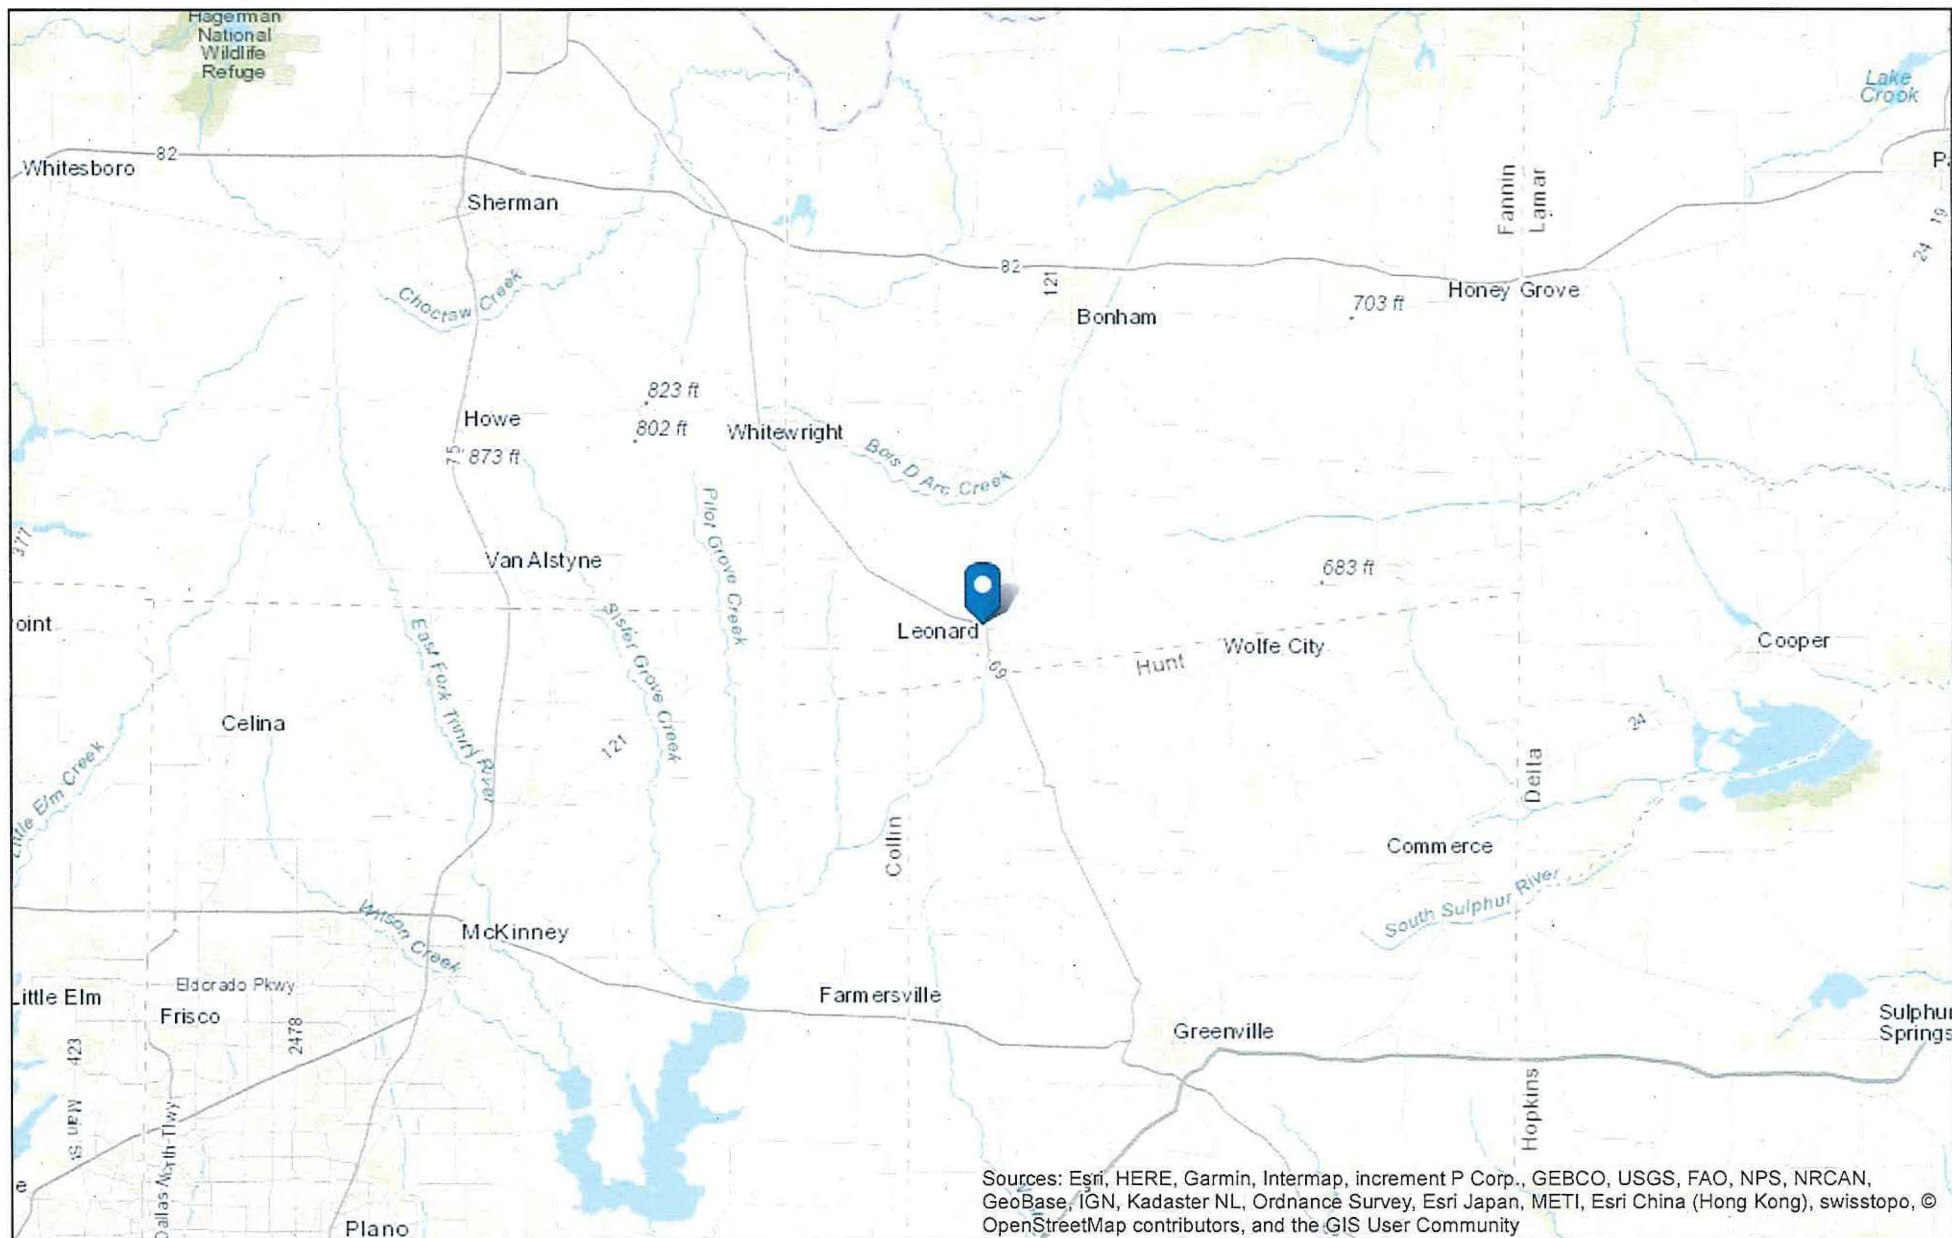 Hagerman
National
Wildlife
Refuge
Lake
Crook
82
Whitesboro
Sherman
Fannin
Lamar
19
24
Choctaw Creek
82
121
Honey Grove
703 ft
Bonham
823 ft
Howe
802 ft
Whitewright
75
873 ft
Bois D Arc Creek
Pilot Grove Creek
377
Van Alstyne
683 ft
Sister Grove Creek
oint
East Fork Trinity River
Leonard
Wolfe City
Cooper
69
Hunt
Celina
121
24
Little Elm Creek
Delta
Collin
Commerce
South Sulphur River
Wilson Creek
McKinney
Eldorado Pkwy
Little Elm
Frisco
Farmersville
Sulphur
Springs
Greenville
423
2478
Main St
Dallas North Tlwy
Hopkins
e
Plano
Sources: Esri, HERE, Garmin, Intermap, increment P Corp., GEBCO, USGS, FAO, NPS, NRCAN,
GeoBase, IGN, Kadaster NL, Ordnance Survey, Esri Japan, METI, Esri China (Hong Kong), swisstopo, ©
OpenStreetMap contributors, and the GIS User Community